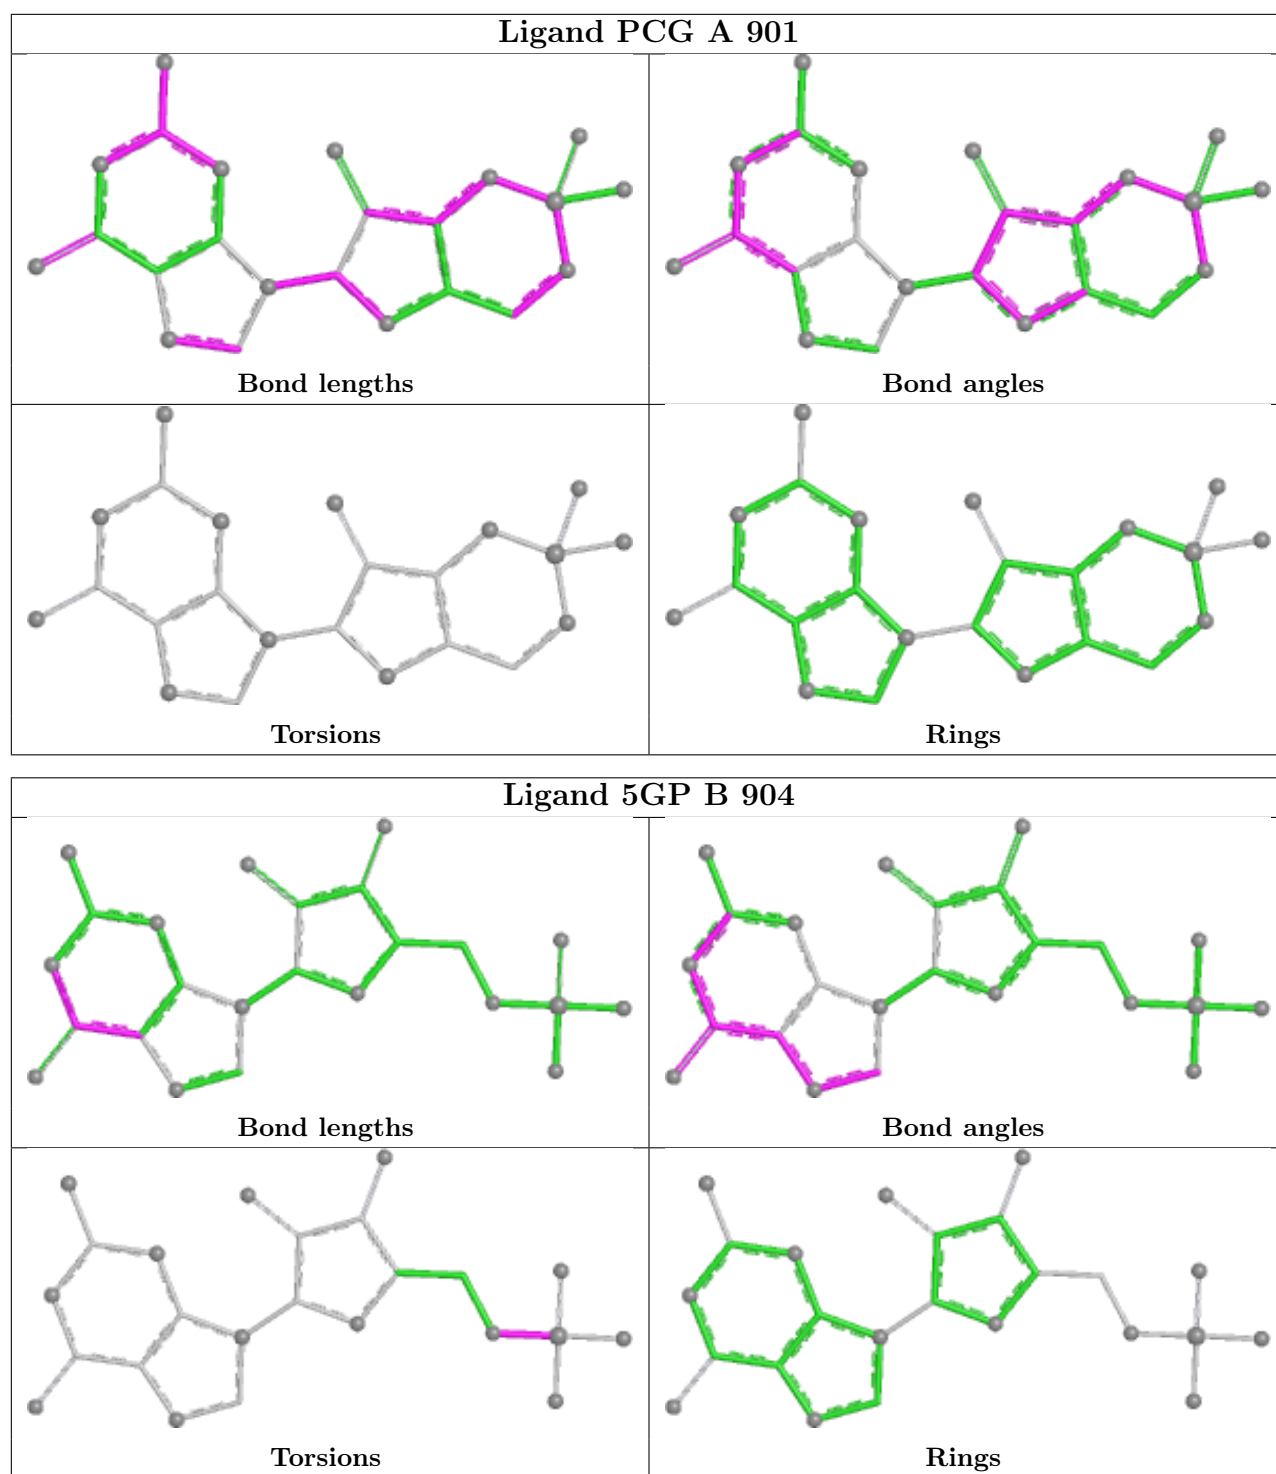 Ligand PCG A 901
Bond lengths
Bond angles
Torsions
Rings
Ligand 5GP B 904
Bond lengths
Bond angles
Torsions
Rings